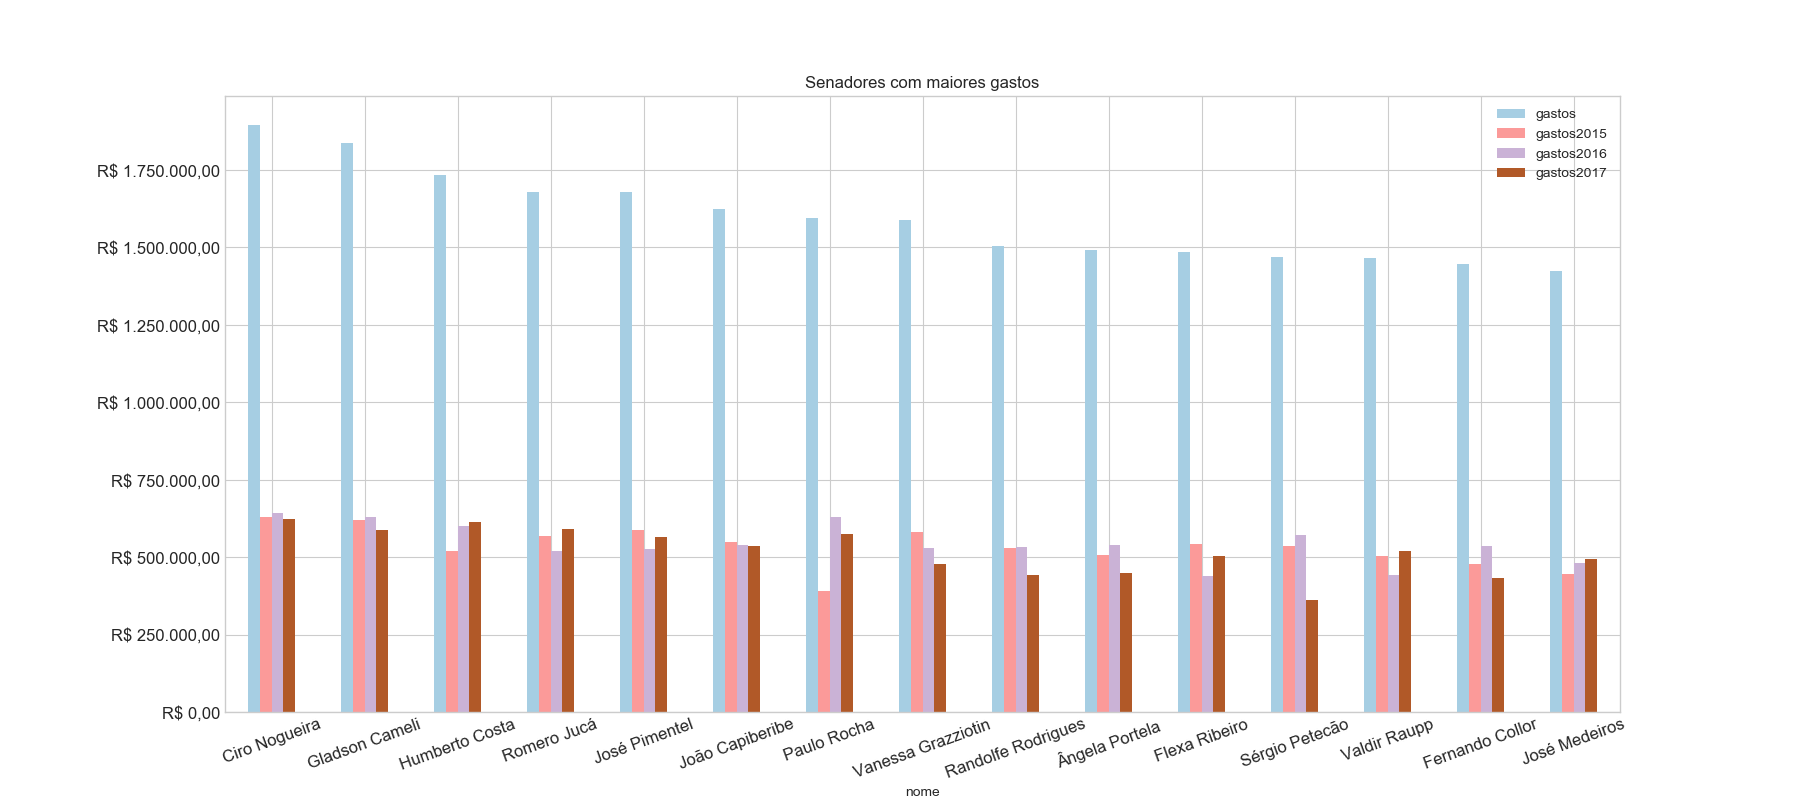 Senadores com maiores gastos
gastos
gastos2015
gastos2016
gastos2017
R$ 1.750.000,00
R$ 1.500.000,00
R$ 1.250.000,00
R$ 1.000.000,00
R$ 750.000,00
R$ 500.000,00
R$ 250.000,00
R$ 0,00
Ciro Nogueira
Gladson Cameli
Humberto Costa
Romero Jucá
José Pimentel
João Capiberibe
Paulo Rocha
Vanessa Grazziotin
Randolfe Rodrigues
Ângela Portela
Flexa Ribeiro
Sérgio Petecão
Valdir Raupp
Fernando Collor
José Medeiros
nome